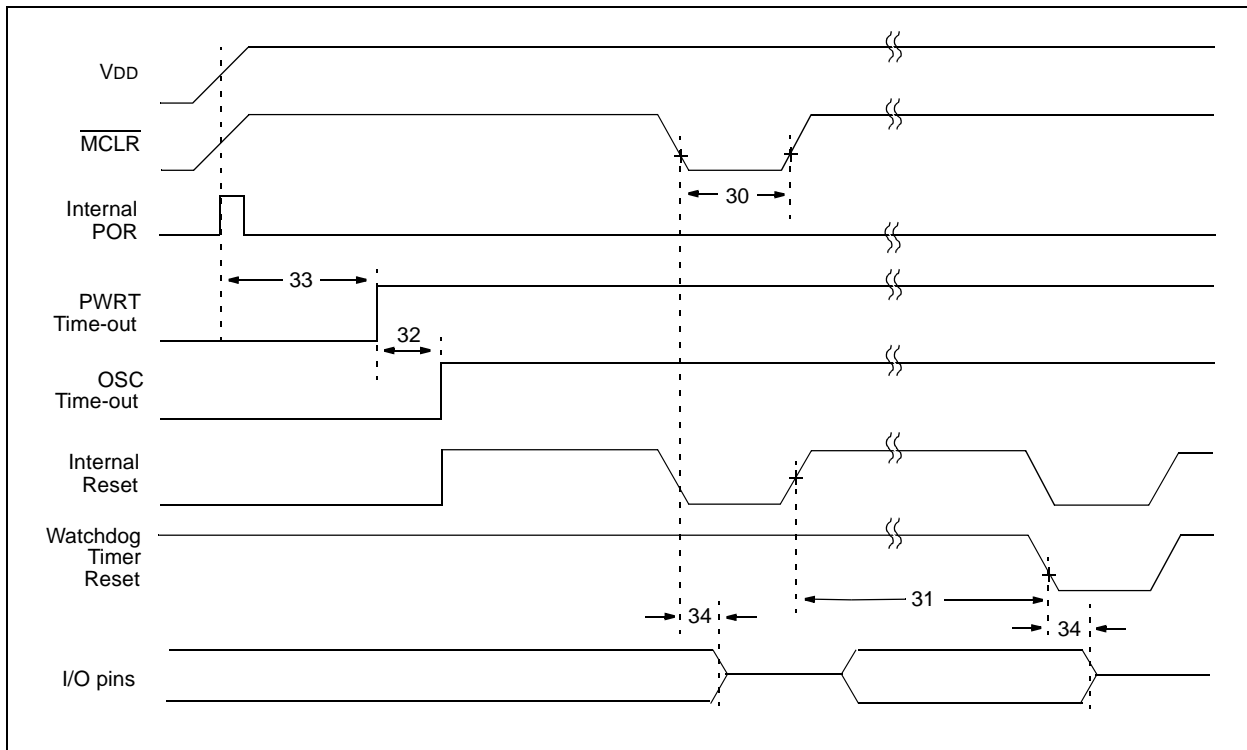 VDD
MCLR
30
Internal
POR
33
PWRT
Time-out
32
OSC
Time-out
Internal
Reset
Watchdog
Timer
Reset
31
34
34
I/O pins